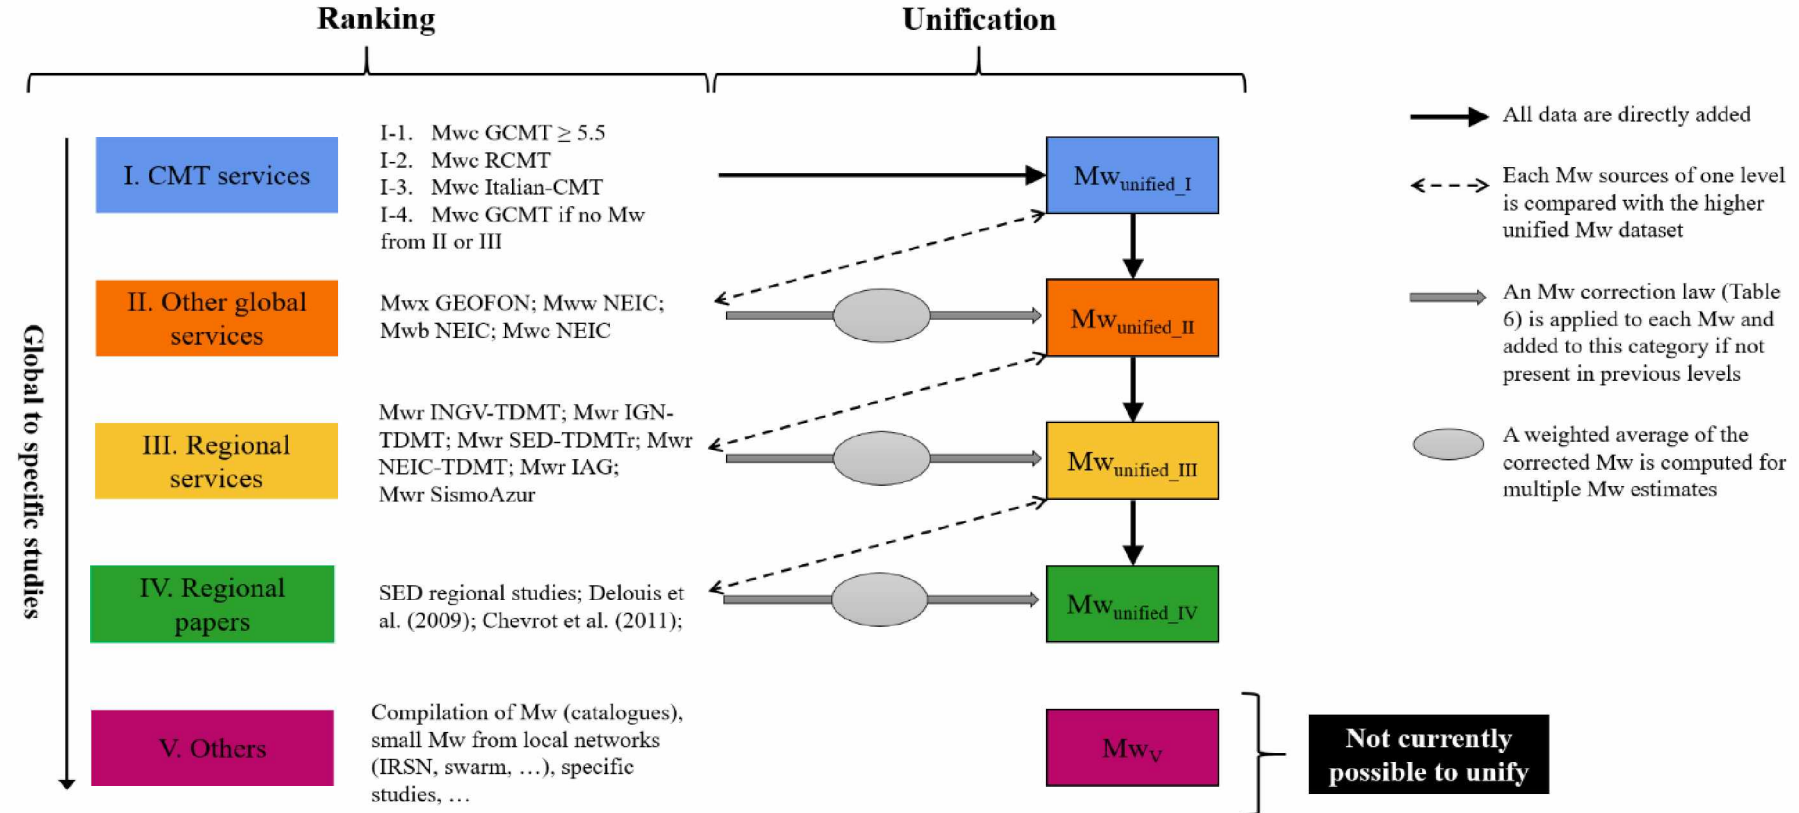 Ranking
Unification
Global to specific studies
I. CMT services
I-1. Mwc GCMT ≥ 5.5
I-2. Mwc RCMT
I-3. Mwc Italian-CMT
I-4. Mwc GCMT if no Mw
from II or III
Mwunified_I
II. Other global
services
Mwx GEOFON; Mww NEIC;
Mwb NEIC; Mwc NEIC
Mwunified_II
III. Regional
services
Mwr INGV-TDMT; Mwr IGN-
TDMT; Mwr SED-TDMTr; Mwr
NEIC-TDMT; Mwr IAG;
Mwr SismoAzur
Mwunified_III
IV. Regional
papers
SED regional studies; Delouis et
al. (2009); Chevrot et al. (2011);
Mwunified_IV
V. Others
Compilation of Mw (catalogues),
small Mw from local networks
(IRSN, swarm, …), specific
studies, …
MwV
Not currently
possible to unify
All data are directly added
Each Mw sources of one level
is compared with the higher
unified Mw dataset
An Mw correction law (Table
6) is applied to each Mw and
added to this category if not
present in previous levels
A weighted average of the
corrected Mw is computed for
multiple Mw estimates